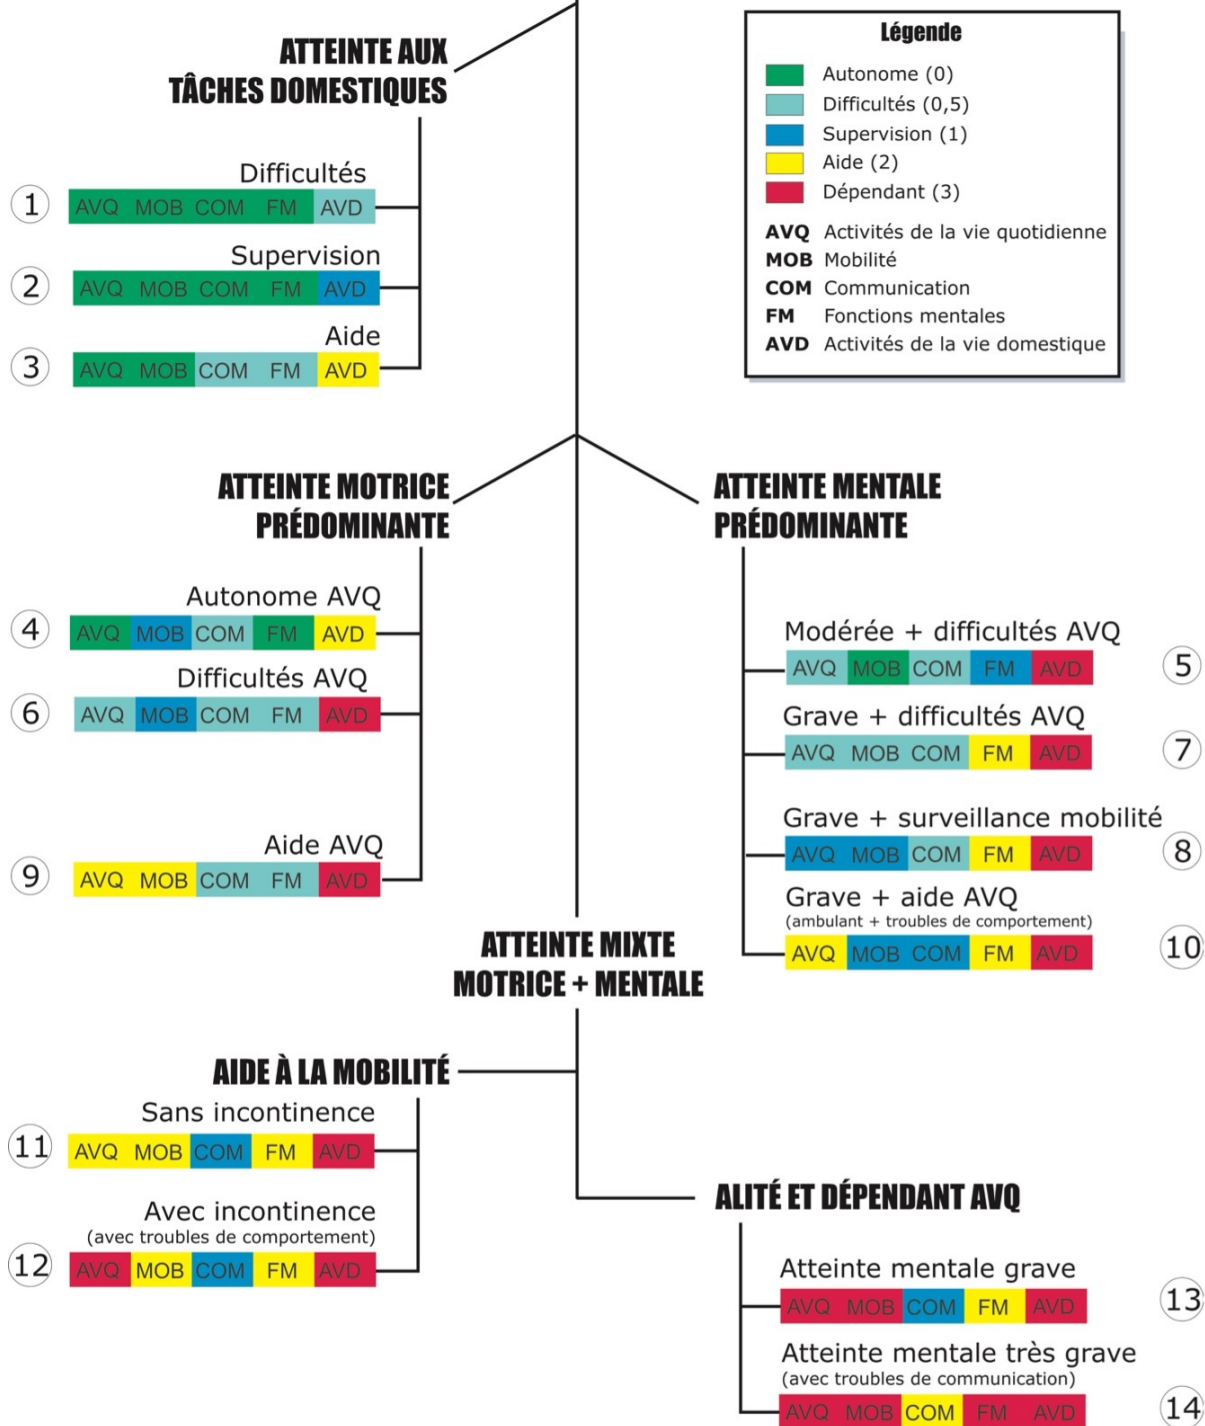 Légende
Autonome (0)
Difficultés (0,5)
Supervision (1)
Aide (2)
Dépendant (3)
AVQ Activités de la vie quotidienne
MOB Mobilité
COM Communication
FM Fonctions mentales
AVD Activités de la vie domestique
ATTEINTE AUX
TÂCHES DOMESTIQUES
Difficultés
1 AVQ MOB COM FM AVD
Supervision
2 AVQ MOB COM FM AVD
Aide
3 AVQ MOB COM FM AVD
ATTEINTE MOTRICE
PRÉDOMINANTE
Autonome AVQ
4 AVQ MOB COM FM AVD
Difficultés AVQ
6 AVQ MOB COM FM AVD
Aide AVQ
9 AVQ MOB COM FM AVD
ATTEINTE MENTALE
PRÉDOMINANTE
Modérée + difficultés AVQ
AVQ MOB COM FM AVD 5
Grave + difficultés AVQ
AVQ MOB COM FM AVD 7
Grave + surveillance mobilité
AVQ MOB COM FM AVD 8
Grave + aide AVQ
(ambulant + troubles de comportement)
AVQ MOB COM FM AVD 10
ATTEINTE MIXTE
MOTRICE + MENTALE
AIDE À LA MOBILITÉ
Sans incontinence
11 AVQ MOB COM FM AVD
Avec incontinence
(avec troubles de comportement)
12 AVQ MOB COM FM AVD
ALITÉ ET DÉPENDANT AVQ
Atteinte mentale grave
AVQ MOB COM FM AVD 13
Atteinte mentale très grave
(avec troubles de communication)
AVQ MOB COM FM AVD 14